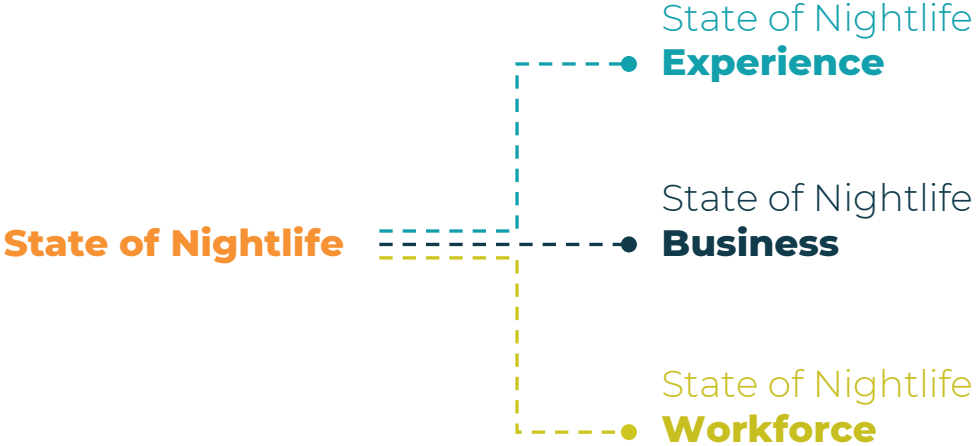 State of Nightlife
Experience
State of Nightlife
Business
State of Nightlife
State of Nightlife
Workforce